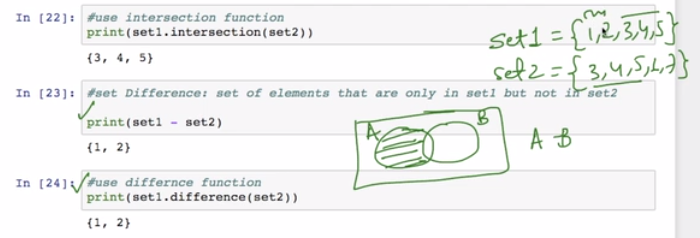 In [22]: #use intersection function
print(set1.intersection(set2))
{3, 4, 5}
set1 = {1,2,3,4,5}
set2 = {3,4,5,6,7}
In [23]: #set Difference: set of elements that are only in set1 but not in set2
print(set1 - set2)
{1, 2}
A B
A B
In [24]: #use differnce function
print(set1.difference(set2))
{1, 2}